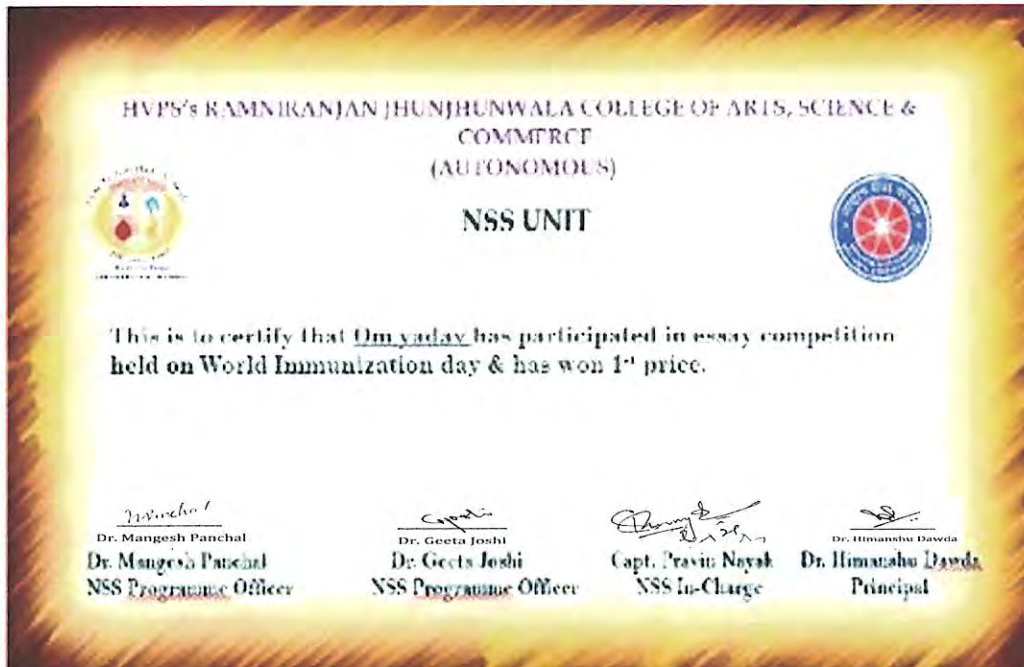 HVPS's RAMNIRANJAN JHUNJHUNWALA COLLEGE OF ARTS, SCIENCE &
COMMERCE
(AUTONOMOUS)
NSS UNIT
This is to certify that Om yadav has participated in essay competition
held on World Immunization day & has won 1st price.
Dr. Mangesh Panchal
Dr. Geeta Joshi
Dr. Himanshu Dawda
Dr. Mangesh Panchal
Dr. Geeta Joshi
Capt. Pravin Nayak
Dr. Himanshu Dawda
NSS Programme Officer
NSS Programme Officer
NSS In-Charge
Principal